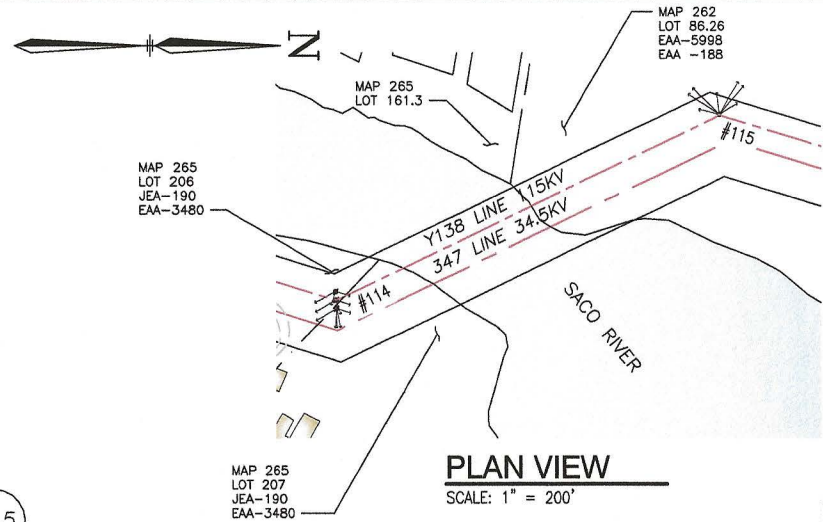 N
MAP 262
LOT 86.26
EAA-5998
EAA -188
MAP 265
LOT 161.3
#115
MAP 265
LOT 206
JEA-190
EAA-3480
Y138 LINE 115KV
347 LINE 34.5KV
#114
SACO RIVER
MAP 265
LOT 207
JEA-190
EAA-3480
PLAN VIEW
SCALE: 1" = 200'
5